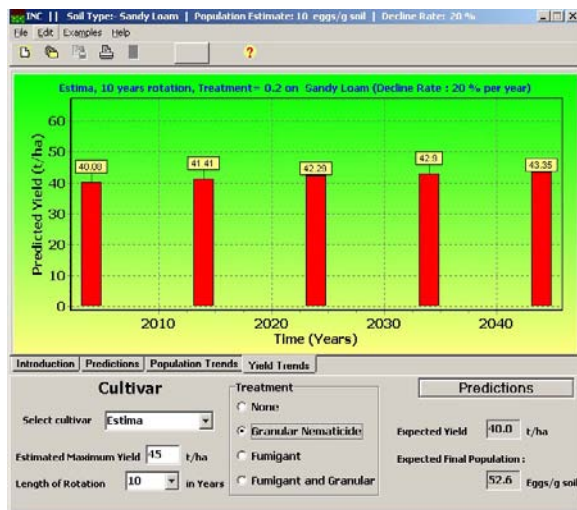 INC || Soil Type:- Sandy Loam | Population Estimate: 10 eggs/g soil | Decline Rate: 20 %
File Edit Examples Help
?
Estima, 10 years rotation, Treatment= 0.2 on Sandy Loam (Decline Rate : 20 % per year)
Predicted Yield (t/ha)
60
50
40
30
20
10
0
40.00
41.41
42.29
42.9
43.35
2010 2020 2030 2040
Time (Years)
Introduction Predictions Population Trends Yield Trends
Cultivar
Select cultivar Estima
Estimated Maximum Yield 45 t/ha
Length of Rotation 10 in Years
Treatment
None
Granular Nematicide
Fumigant
Fumigant and Granular
Predictions
Expected Yield 40.0 t/ha
Expected Final Population :
52.6 Eggs/g soil